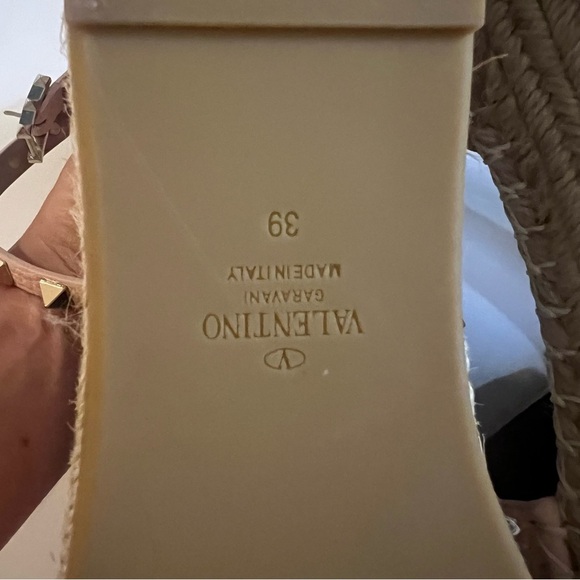 V
VALENTINO
GARAVANI
MADE IN ITALY
39